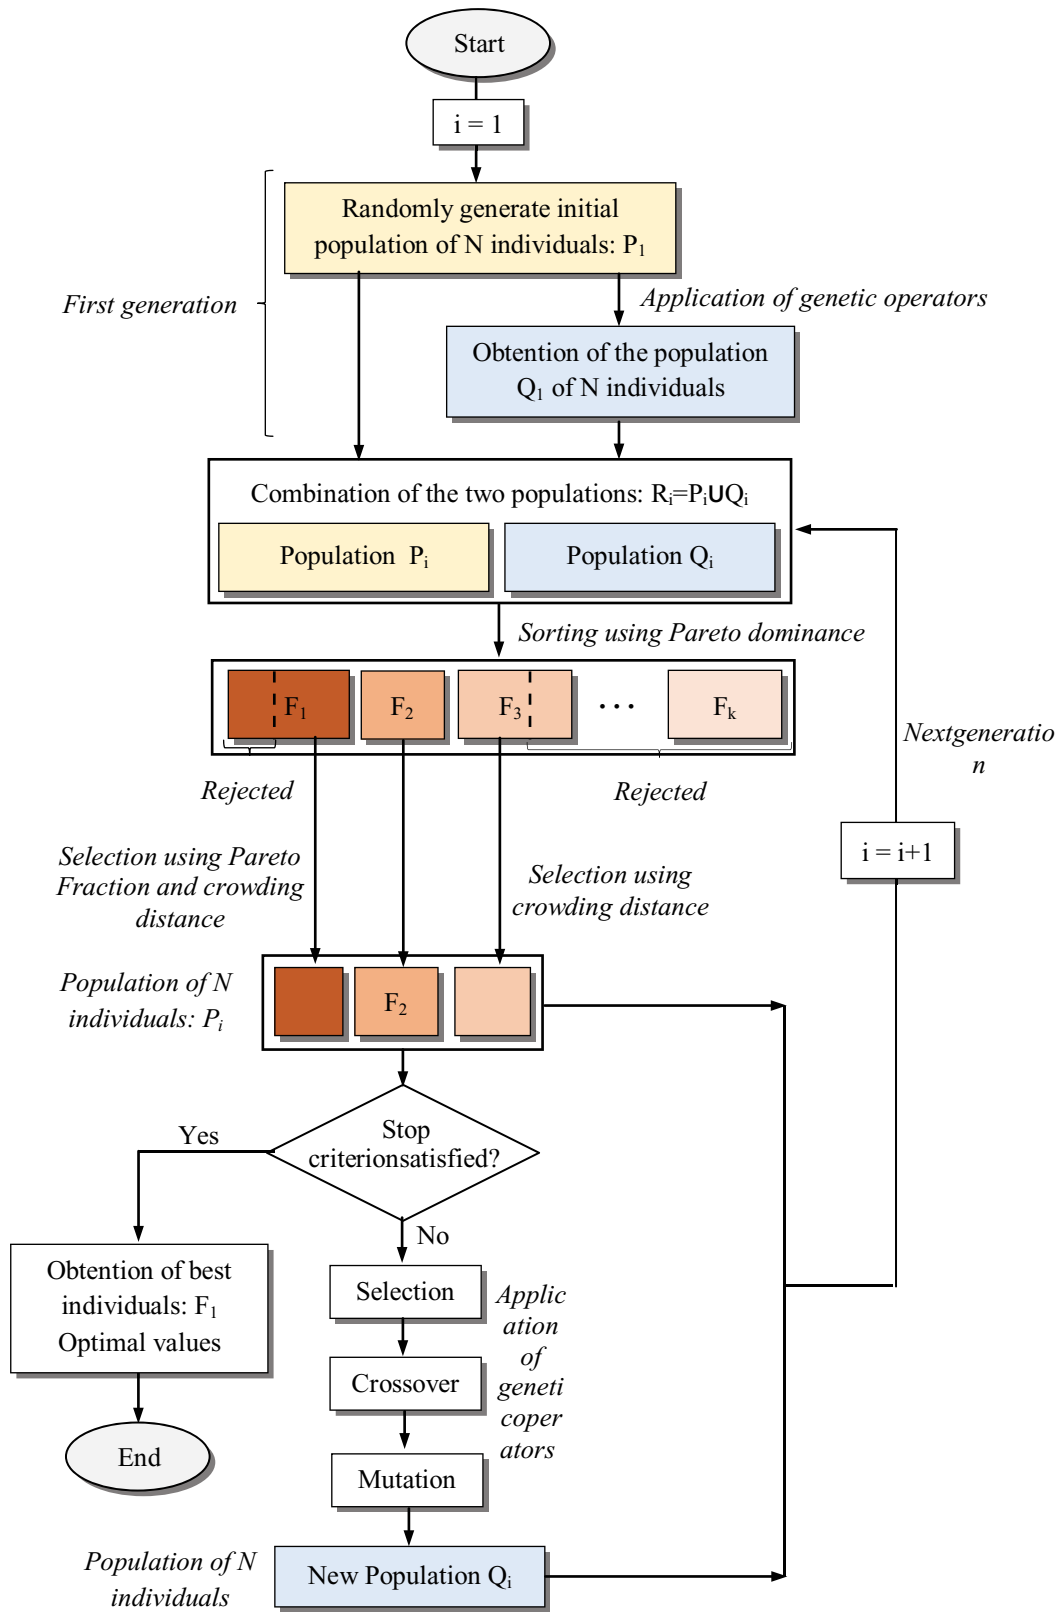 Start
i = 1
Randomly generate initial
population of N individuals: P₁
First generation
Application of genetic operators
Obtention of the population
Q₁ of N individuals
Combination of the two populations: Rᵢ=Pᵢ∪Qᵢ
Population Pᵢ
Population Qᵢ
Sorting using Pareto dominance
F₁
F₂
F₃
...
Fₖ
Nextgeneratio
n
Rejected
Rejected
i = i+1
Selection using Pareto
Fraction and crowding
distance
Selection using
crowding distance
Population of N
individuals: Pᵢ
F₂
Stop
criterionsatisfied?
Yes
No
Obtention of best
individuals: F₁
Optimal values
Selection
Crossover
Mutation
Applic
ation
of
geneti
coper
ators
End
Population of N
individuals
New Population Qᵢ